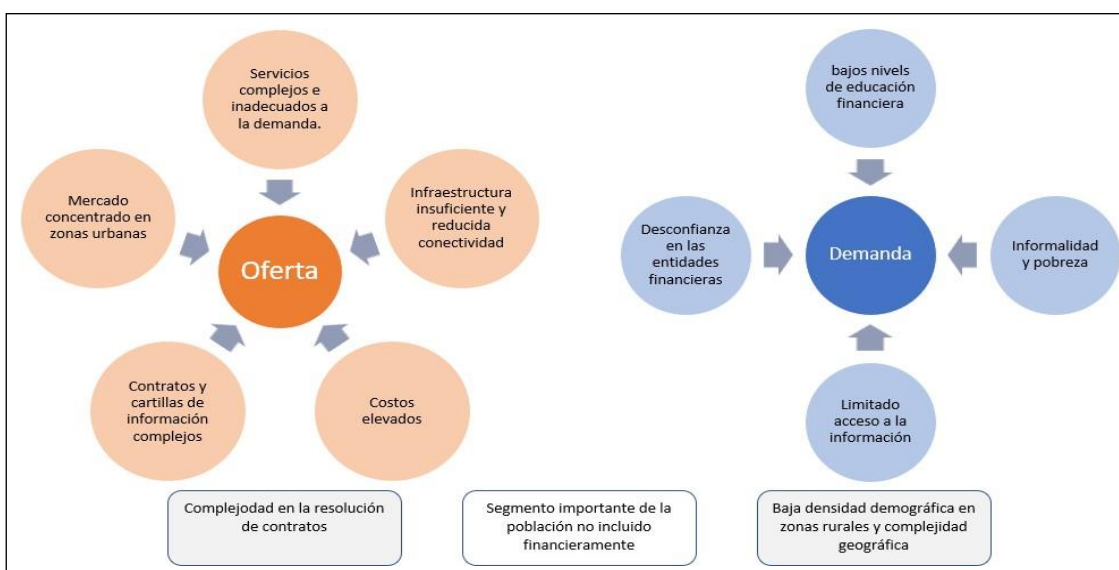 Servicios
complejos e
inadecuados a
la demanda.
Mercado
concentrado en
zonas urbanas
Infraestructura
insuficiente y
reducida
conectividad
Oferta
Contratos y
cartillas de
información
complejos
Costos
elevados
bajos nivels
de educación
financiera
Desconfianza
en las
entidades
financieras
Demanda
Informalidad
y pobreza
Limitado
acceso a la
información
Complejodad en la resolución
de contratos
Segmento importante de la
población no incluido
financieramente
Baja densidad demográfica en
zonas rurales y complejidad
geográfica